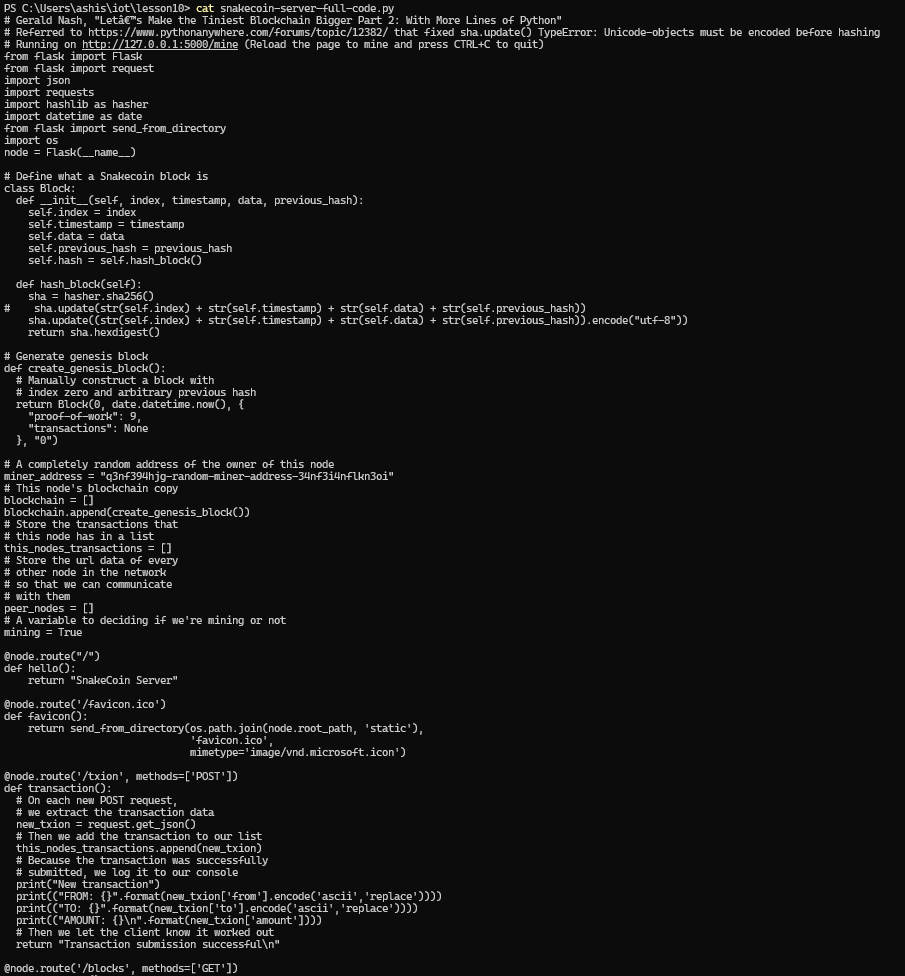 PS C:\Users\ashis\iot\lesson10> cat snakecoin-server-full-code.py
# Gerald Nash, "Letâ€™s Make the Tiniest Blockchain Bigger Part 2: With More Lines of Python"
# Referred to https://www.pythonanywhere.com/forums/topic/12382/ that fixed sha.update() TypeError: Unicode-objects must be encoded before hashing
# Running on http://127.0.0.1:5000/mine (Reload the page to mine and press CTRL+C to quit)
from flask import Flask
from flask import request
import json
import requests
import hashlib as hasher
import datetime as date
from flask import send_from_directory
import os
node = Flask(__name__)

# Define what a Snakecoin block is
class Block:
  def __init__(self, index, timestamp, data, previous_hash):
    self.index = index
    self.timestamp = timestamp
    self.data = data
    self.previous_hash = previous_hash
    self.hash = self.hash_block()

  def hash_block(self):
    sha = hasher.sha256()
#    sha.update(str(self.index) + str(self.timestamp) + str(self.data) + str(self.previous_hash))
    sha.update((str(self.index) + str(self.timestamp) + str(self.data) + str(self.previous_hash)).encode("utf-8"))
    return sha.hexdigest()

# Generate genesis block
def create_genesis_block():
  # Manually construct a block with
  # index zero and arbitrary previous hash
  return Block(0, date.datetime.now(), {
    "proof-of-work": 9,
    "transactions": None
  }, "0")

# A completely random address of the owner of this node
miner_address = "q3nf394hjg-random-miner-address-34nf3i4nflkn3oi"
# This node's blockchain copy
blockchain = []
blockchain.append(create_genesis_block())
# Store the transactions that
# this node has in a list
this_nodes_transactions = []
# Store the url data of every
# other node in the network
# so that we can communicate
# with them
peer_nodes = []
# A variable to deciding if we're mining or not
mining = True

@node.route("/")
def hello():
    return "SnakeCoin Server"

@node.route('/favicon.ico')
def favicon():
    return send_from_directory(os.path.join(node.root_path, 'static'),
                               'favicon.ico',
                               mimetype='image/vnd.microsoft.icon')

@node.route('/txion', methods=['POST'])
def transaction():
  # On each new POST request,
  # we extract the transaction data
  new_txion = request.get_json()
  # Then we add the transaction to our list
  this_nodes_transactions.append(new_txion)
  # Because the transaction was successfully
  # submitted, we log it to our console
  print("New transaction")
  print(("FROM: {}".format(new_txion['from'].encode('ascii','replace'))))
  print(("TO: {}".format(new_txion['to'].encode('ascii','replace'))))
  print(("AMOUNT: {}\n".format(new_txion['amount'])))
  # Then we let the client know it worked out
  return "Transaction submission successful\n"

@node.route('/blocks', methods=['GET'])